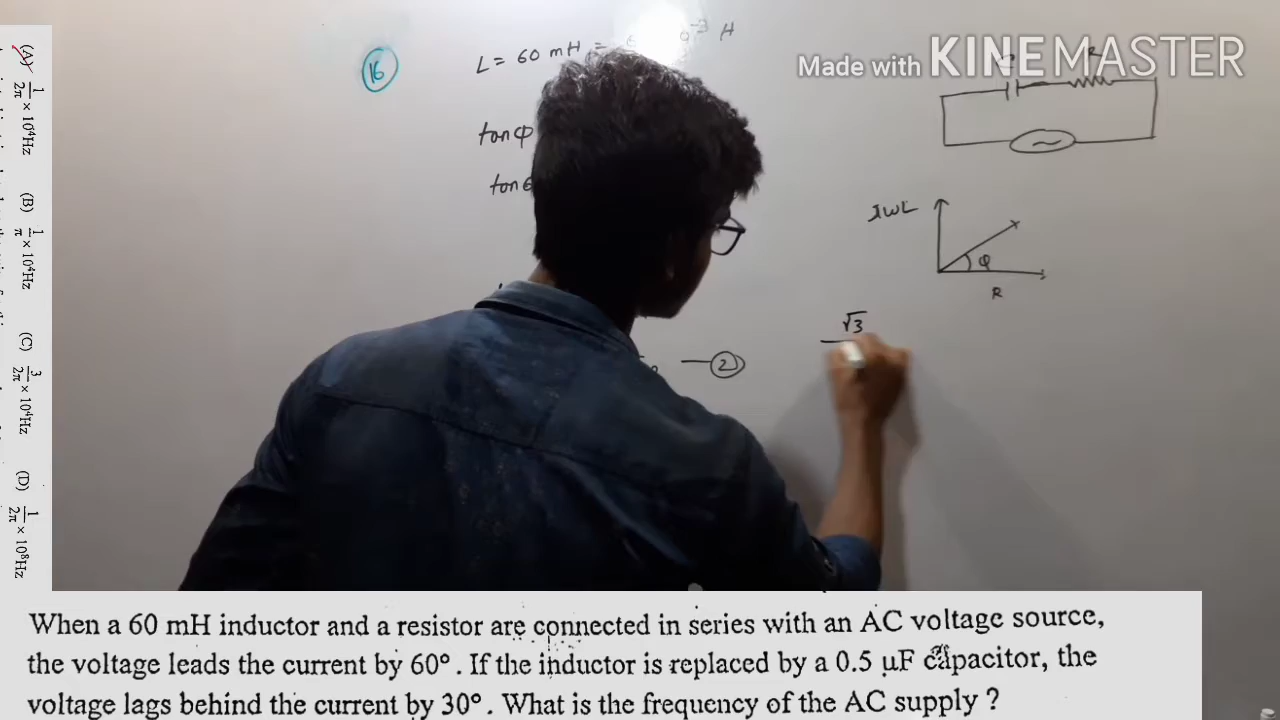 Made with KINEMASTER
16
L = 60 mH =
H
R
tanφ
tan
λωL
φ
R
√3
2
(A) 1/2π × 10⁴Hz (B) 1/π × 10⁴Hz (C) 3/2π × 10⁴Hz (D) 1/2π × 10⁸Hz
When a 60 mH inductor and a resistor are connected in series with an AC voltage source,
the voltage leads the current by 60°. If the inductor is replaced by a 0.5 μF capacitor, the
voltage lags behind the current by 30°. What is the frequency of the AC supply ?